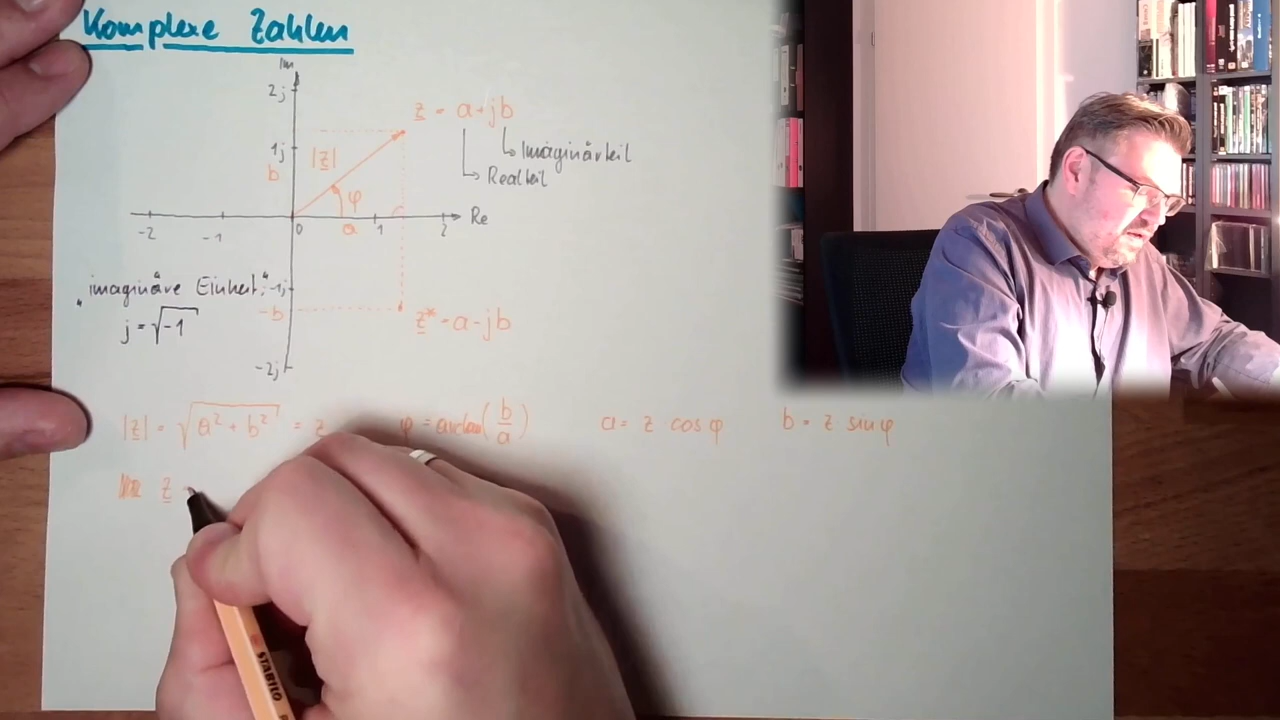 Komplexe Zahlen
Im
2j
z = a + jb
1j
|z|
Imaginärteil
b
Realteil
φ
Re
-2
-1
0
a
1
2
"imaginäre Einheit:"
-1j
j = √-1
-b
z* = a - jb
-2j
|z| = √a² + b² = z
φ = arctan(b/a)
a = z cos φ
b = z sin φ
z
STABILO